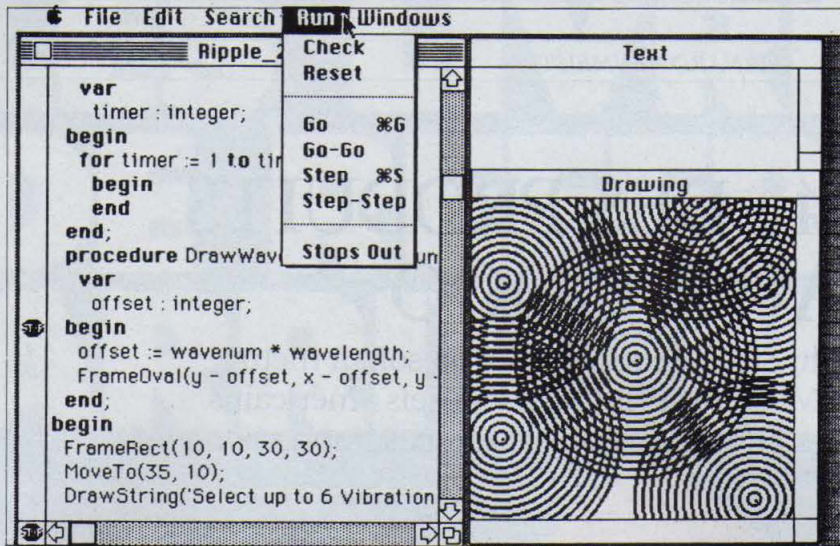 File Edit Search Run Windows
Ripple_2
Check
Reset
Go ⌘G
Go-Go
Step ⌘S
Step-Step
Stops Out
var
timer : integer;
begin
for timer := 1 to tim
begin
end
end;
procedure DrawWav
var
offset : integer;
begin
offset := wavenum * wavelength;
FrameOval(y - offset, x - offset, y -
end;
begin
FrameRect(10, 10, 30, 30);
MoveTo(35, 10);
DrawString('Select up to 6 Vibration
Text
Drawing